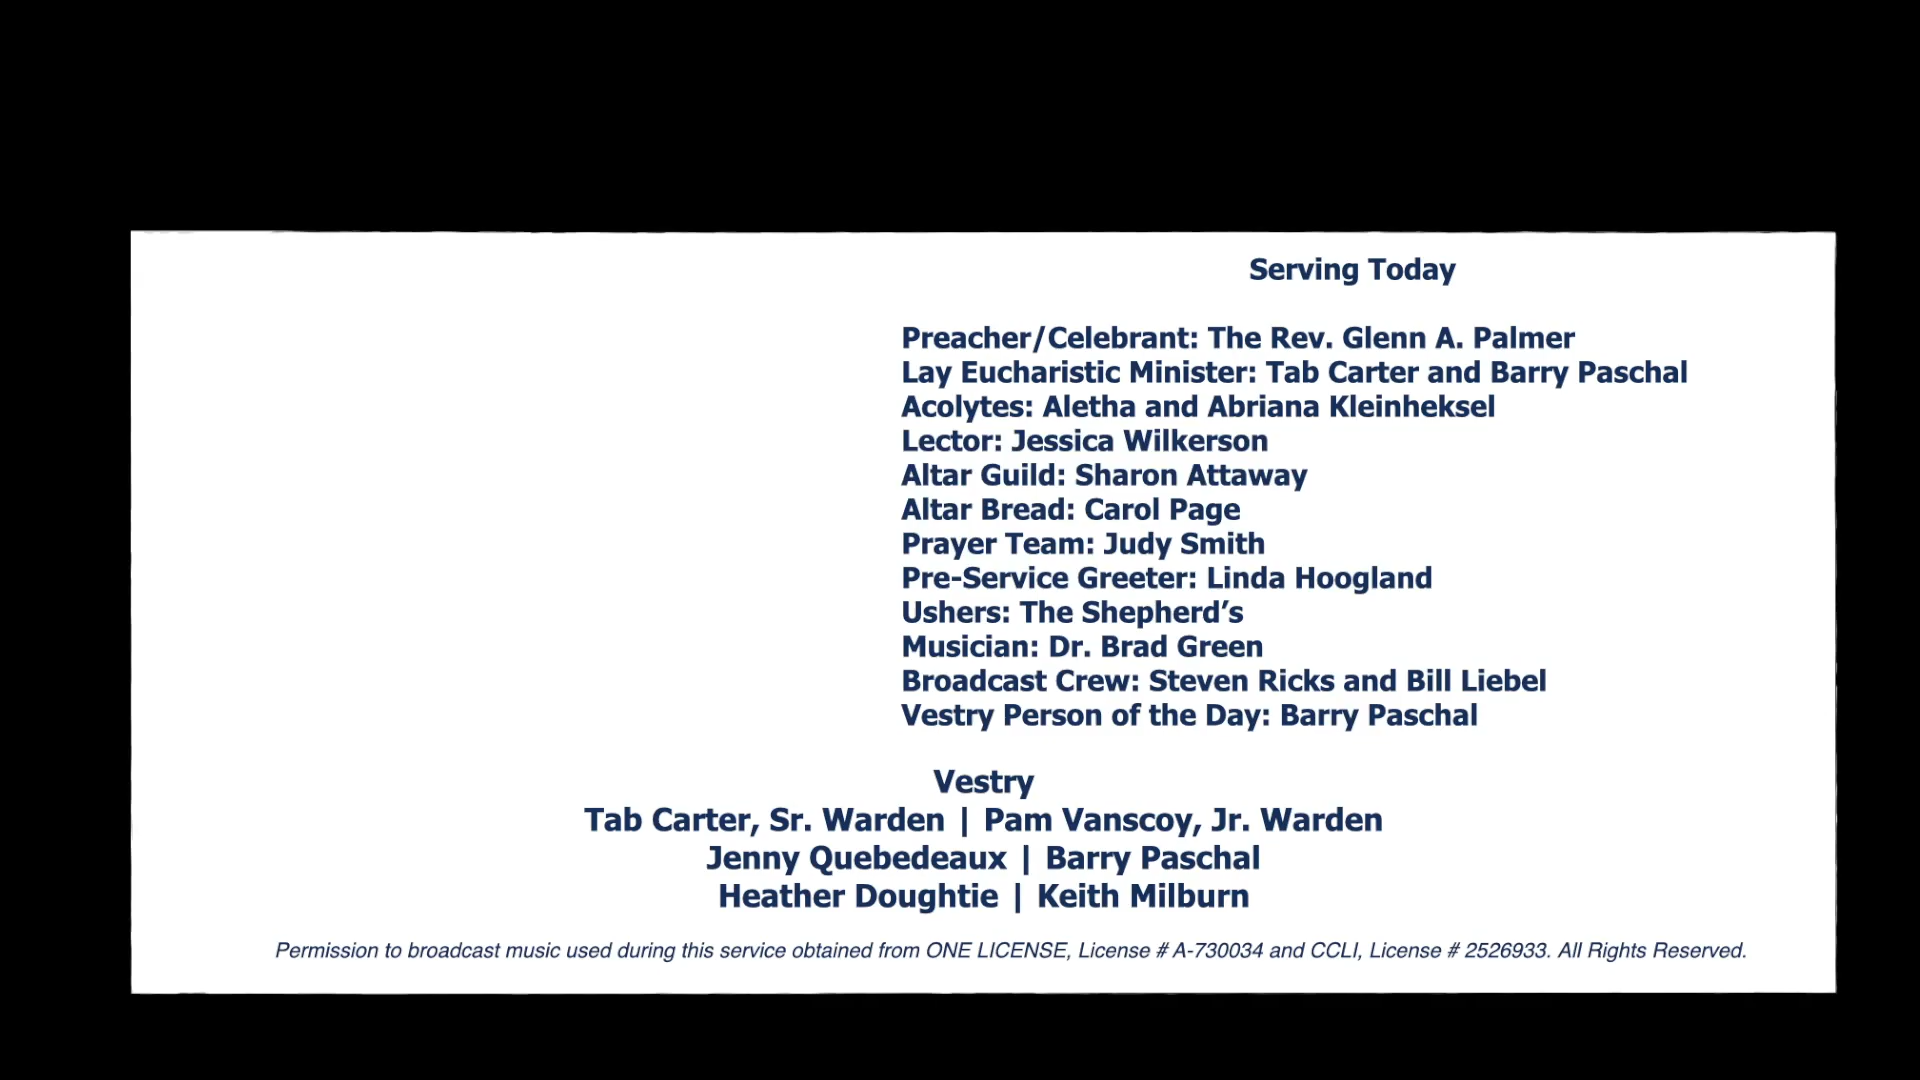 Serving Today
Preacher/Celebrant: The Rev. Glenn A. Palmer
Lay Eucharistic Minister: Tab Carter and Barry Paschal
Acolytes: Aletha and Abriana Kleinheksel
Lector: Jessica Wilkerson
Altar Guild: Sharon Attaway
Altar Bread: Carol Page
Prayer Team: Judy Smith
Pre-Service Greeter: Linda Hoogland
Ushers: The Shepherd’s
Musician: Dr. Brad Green
Broadcast Crew: Steven Ricks and Bill Liebel
Vestry Person of the Day: Barry Paschal
Vestry
Tab Carter, Sr. Warden | Pam Vanscoy, Jr. Warden
Jenny Quebedeaux | Barry Paschal
Heather Doughtie | Keith Milburn
Permission to broadcast music used during this service obtained from ONE LICENSE, License # A-730034 and CCLI, License # 2526933. All Rights Reserved.